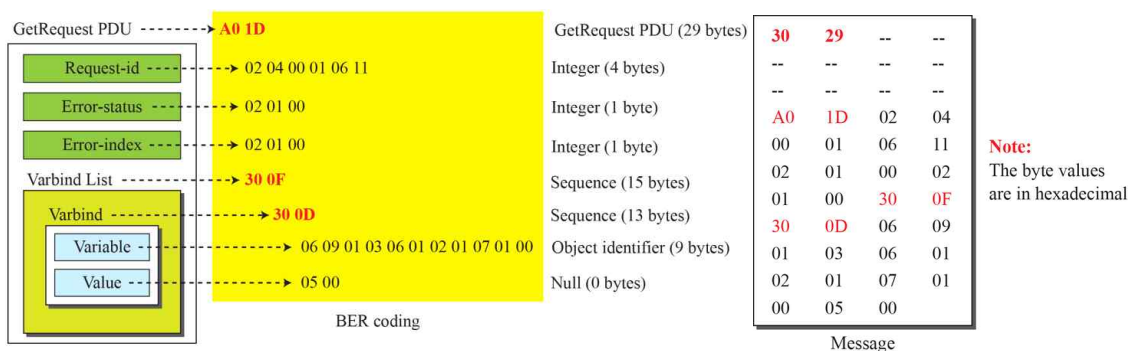 GetRequest PDU A0 1D GetRequest PDU (29 bytes)
Request-id 02 04 00 01 06 11 Integer (4 bytes)
Error-status 02 01 00 Integer (1 byte)
Error-index 02 01 00 Integer (1 byte)
Varbind List 30 0F Sequence (15 bytes)
Varbind 30 0D Sequence (13 bytes)
Variable 06 09 01 03 06 01 02 01 07 01 00 Object identifier (9 bytes)
Value 05 00 Null (0 bytes)
BER coding
30 29 -- --
-- -- -- --
-- -- -- --
A0 1D 02 04
00 01 06 11
02 01 00 02
01 00 30 0F
30 0D 06 09
01 03 06 01
02 01 07 01
00 05 00
Message
Note:
The byte values
are in hexadecimal